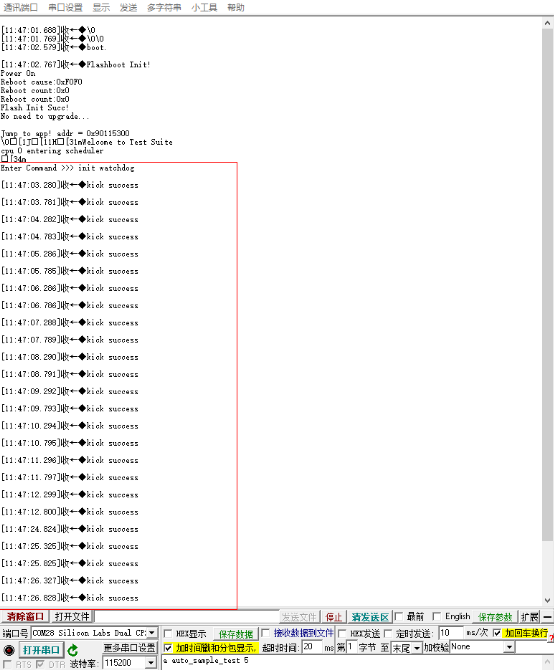 通讯端口 串口设置 显示 发送 多字符串 小工具 帮助
[11:47:01.688]收←◆\0
[11:47:01.769]收←◆\0\0
[11:47:02.579]收←◆boot.
[11:47:02.767]收←◆Flashboot Init!
Power On
Reboot cause:0xF0F0
Reboot count:0x0
Reboot count:0x0
Flash Init Succ!
No need to upgrade...
Jump to app! addr = 0x90115300
\0□[1J□[11H□[31mWelcome to Test Suite
cpu 0 entering scheduler
□[34m
Enter Command >>> init watchdog
[11:47:03.280]收←◆kick success
[11:47:03.781]收←◆kick success
[11:47:04.282]收←◆kick success
[11:47:04.783]收←◆kick success
[11:47:05.286]收←◆kick success
[11:47:05.785]收←◆kick success
[11:47:06.286]收←◆kick success
[11:47:06.786]收←◆kick success
[11:47:07.288]收←◆kick success
[11:47:07.789]收←◆kick success
[11:47:08.290]收←◆kick success
[11:47:08.791]收←◆kick success
[11:47:09.292]收←◆kick success
[11:47:09.793]收←◆kick success
[11:47:10.294]收←◆kick success
[11:47:10.795]收←◆kick success
[11:47:11.296]收←◆kick success
[11:47:11.797]收←◆kick success
[11:47:12.299]收←◆kick success
[11:47:12.800]收←◆kick success
[11:47:24.824]收←◆kick success
[11:47:25.325]收←◆kick success
[11:47:25.825]收←◆kick success
[11:47:26.327]收←◆kick success
[11:47:26.828]收←◆kick success
清除窗口 打开文件 发送文件 停止 清发送区 最前 English 保存参数 扩展 —
端口号 COM28 Silicon Labs Dual CP2 HEX显示 保存数据 接收数据到文件 HEX发送 定时发送: 10 ms/次 加回车换行
打开串口 更多串口设置 加时间戳和分包显示, 超时时间: 20 ms 第 1 字节 至 末尾 加校验 None
RTS DTR 波特率: 115200 a auto_sample_test 5